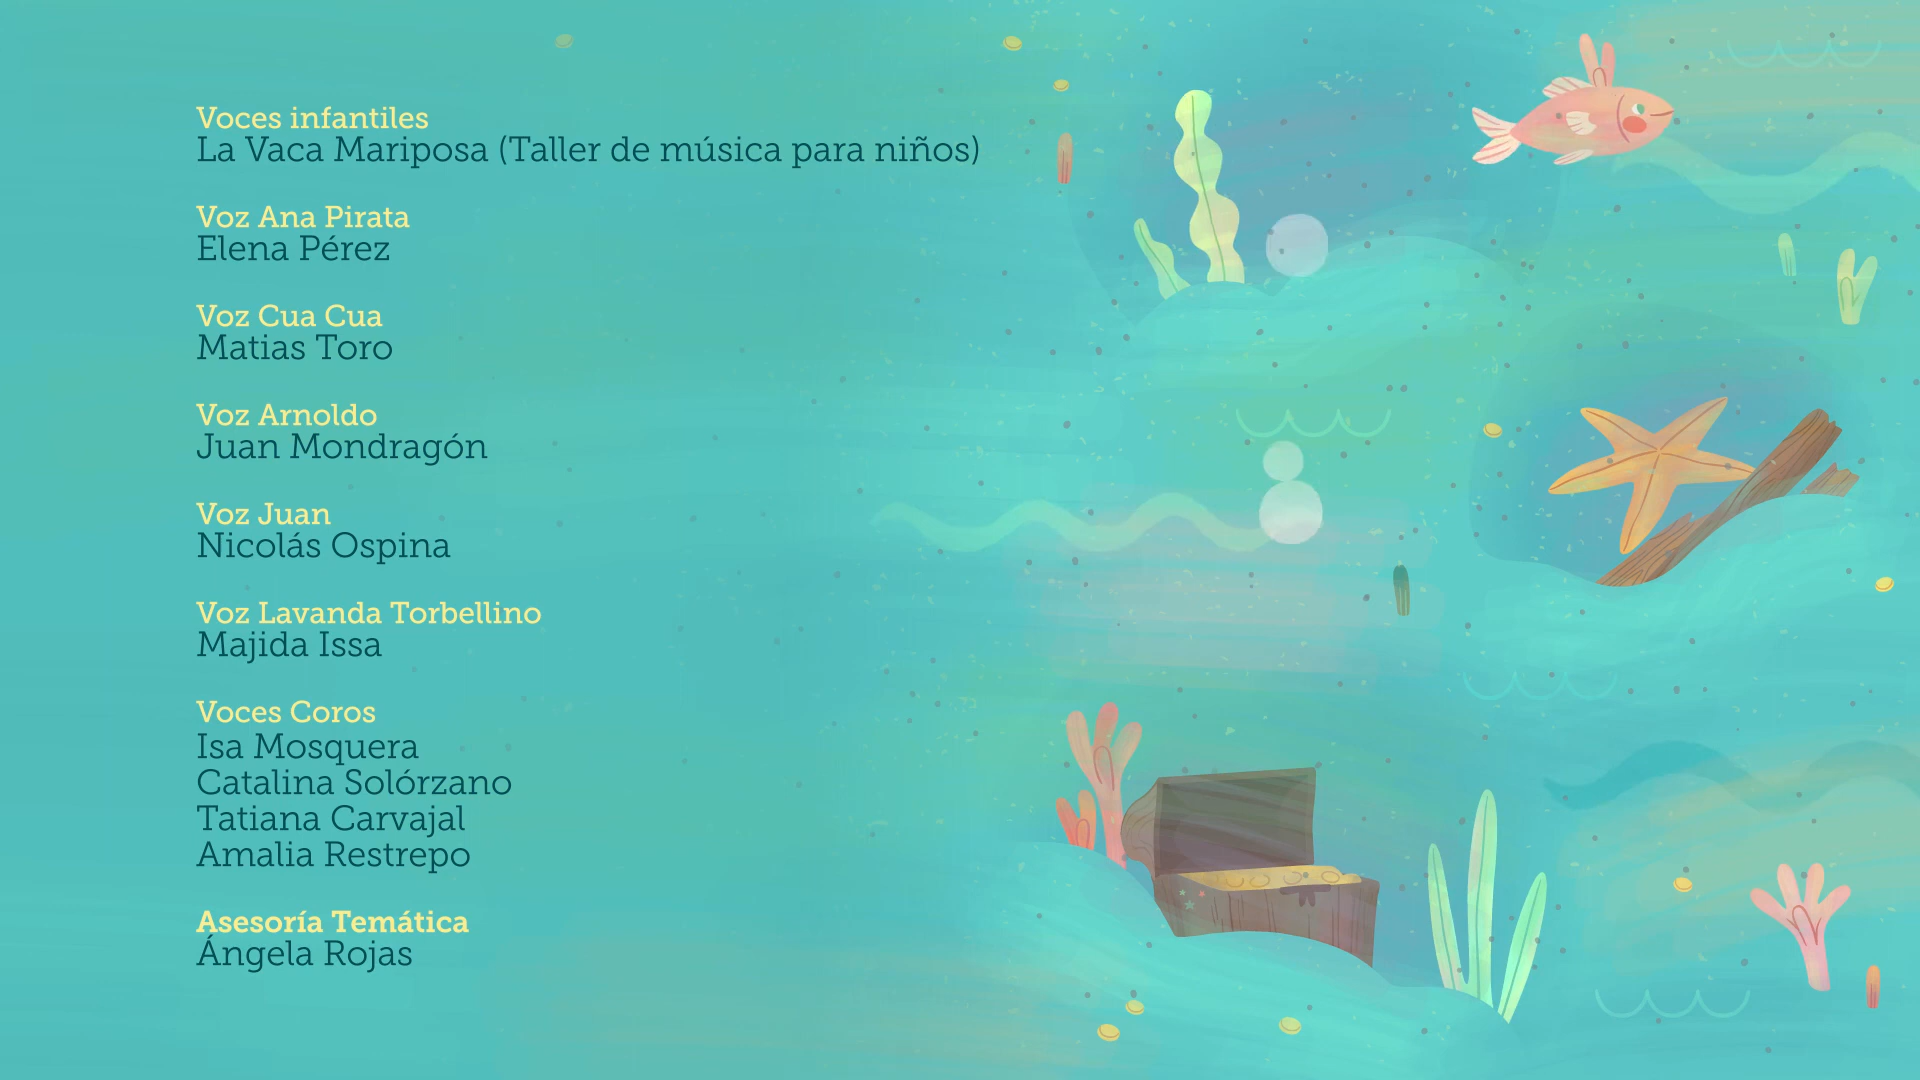 Voces infantiles
La Vaca Mariposa (Taller de música para niños)
Voz Ana Pirata
Elena Pérez
Voz Cua Cua
Matias Toro
Voz Arnoldo
Juan Mondragón
Voz Juan
Nicolás Ospina
Voz Lavanda Torbellino
Majida Issa
Voces Coros
Isa Mosquera
Catalina Solórzano
Tatiana Carvajal
Amalia Restrepo
Asesoría Temática
Ángela Rojas